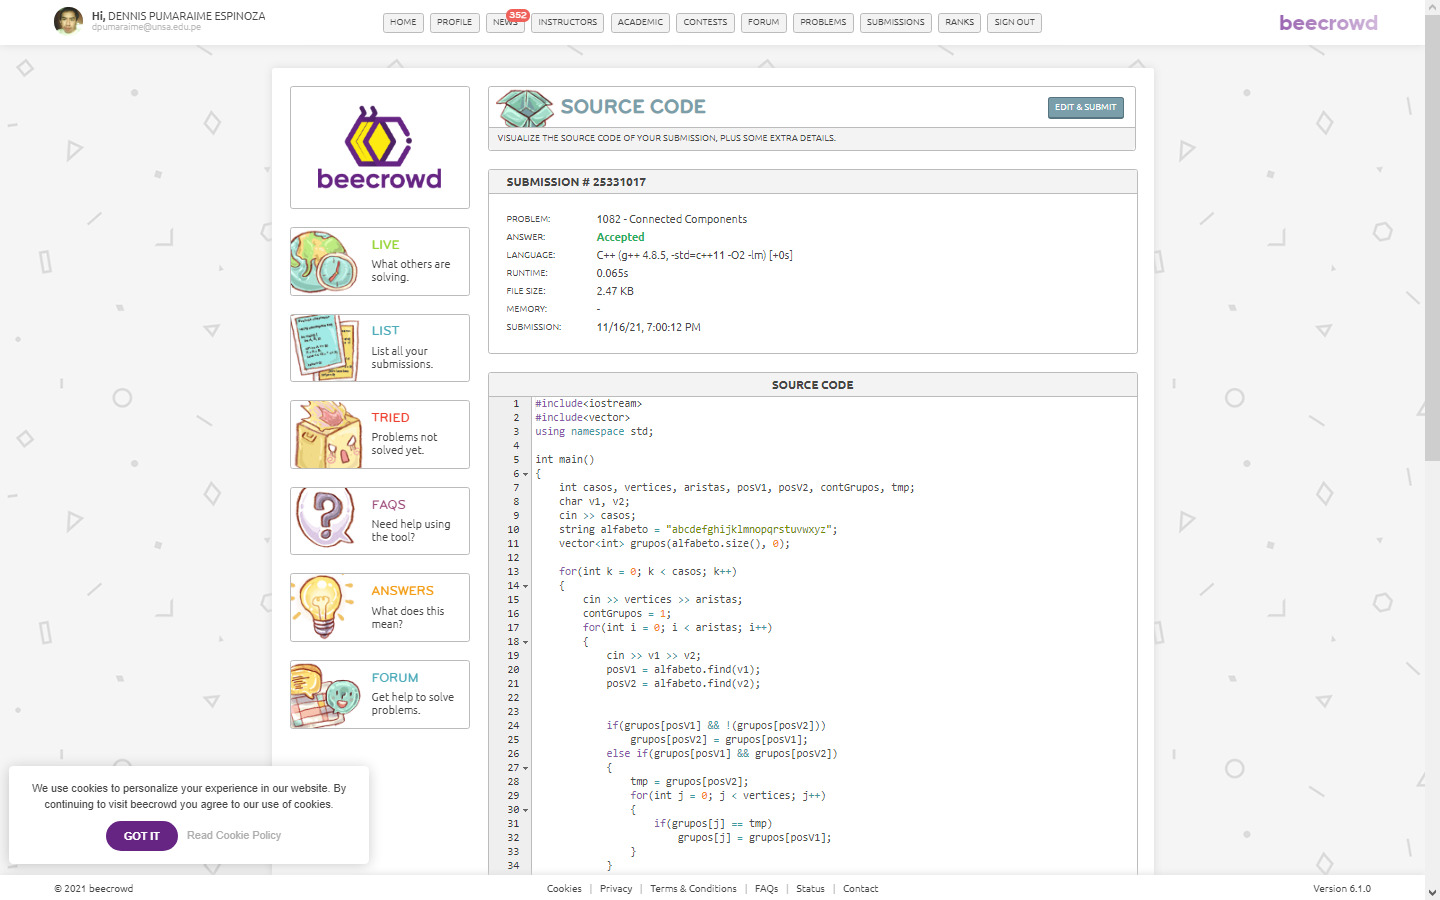 Hi, DENNIS PUMARAIME ESPINOZA
dpumaraime@unsa.edu.pe
HOME
PROFILE
NEWS
352
INSTRUCTORS
ACADEMIC
CONTESTS
FORUM
PROBLEMS
SUBMISSIONS
RANKS
SIGN OUT
beecrowd
beecrowd
LIVE
What others are
solving.
LIST
List all your
submissions.
TRIED
Problems not
solved yet.
FAQS
Need help using
the tool?
ANSWERS
What does this
mean?
FORUM
Get help to solve
problems.
SOURCE CODE
EDIT & SUBMIT
VISUALIZE THE SOURCE CODE OF YOUR SUBMISSION, PLUS SOME EXTRA DETAILS.
SUBMISSION # 25331017
PROBLEM: 1082 - Connected Components
ANSWER: Accepted
LANGUAGE: C++ (g++ 4.8.5, -std=c++11 -O2 -lm) [+0s]
RUNTIME: 0.065s
FILE SIZE: 2.47 KB
MEMORY: -
SUBMISSION: 11/16/21, 7:00:12 PM
SOURCE CODE
1 #include<iostream>
2 #include<vector>
3 using namespace std;
4
5 int main()
6 {
7 int casos, vertices, aristas, posV1, posV2, contGrupos, tmp;
8 char v1, v2;
9 cin >> casos;
10 string alfabeto = "abcdefghijklmnopqrstuvwxyz";
11 vector<int> grupos(alfabeto.size(), 0);
12
13 for(int k = 0; k < casos; k++)
14 {
15 cin >> vertices >> aristas;
16 contGrupos = 1;
17 for(int i = 0; i < aristas; i++)
18 {
19 cin >> v1 >> v2;
20 posV1 = alfabeto.find(v1);
21 posV2 = alfabeto.find(v2);
22
23
24 if(grupos[posV1] && !(grupos[posV2]))
25 grupos[posV2] = grupos[posV1];
26 else if(grupos[posV1] && grupos[posV2])
27 {
28 tmp = grupos[posV2];
29 for(int j = 0; j < vertices; j++)
30 {
31 if(grupos[j] == tmp)
32 grupos[j] = grupos[posV1];
33 }
34 }
We use cookies to personalize your experience in our website. By
continuing to visit beecrowd you agree to our use of cookies.
GOT IT
Read Cookie Policy
© 2021 beecrowd
Cookies | Privacy | Terms & Conditions | FAQs | Status | Contact
Version 6.1.0